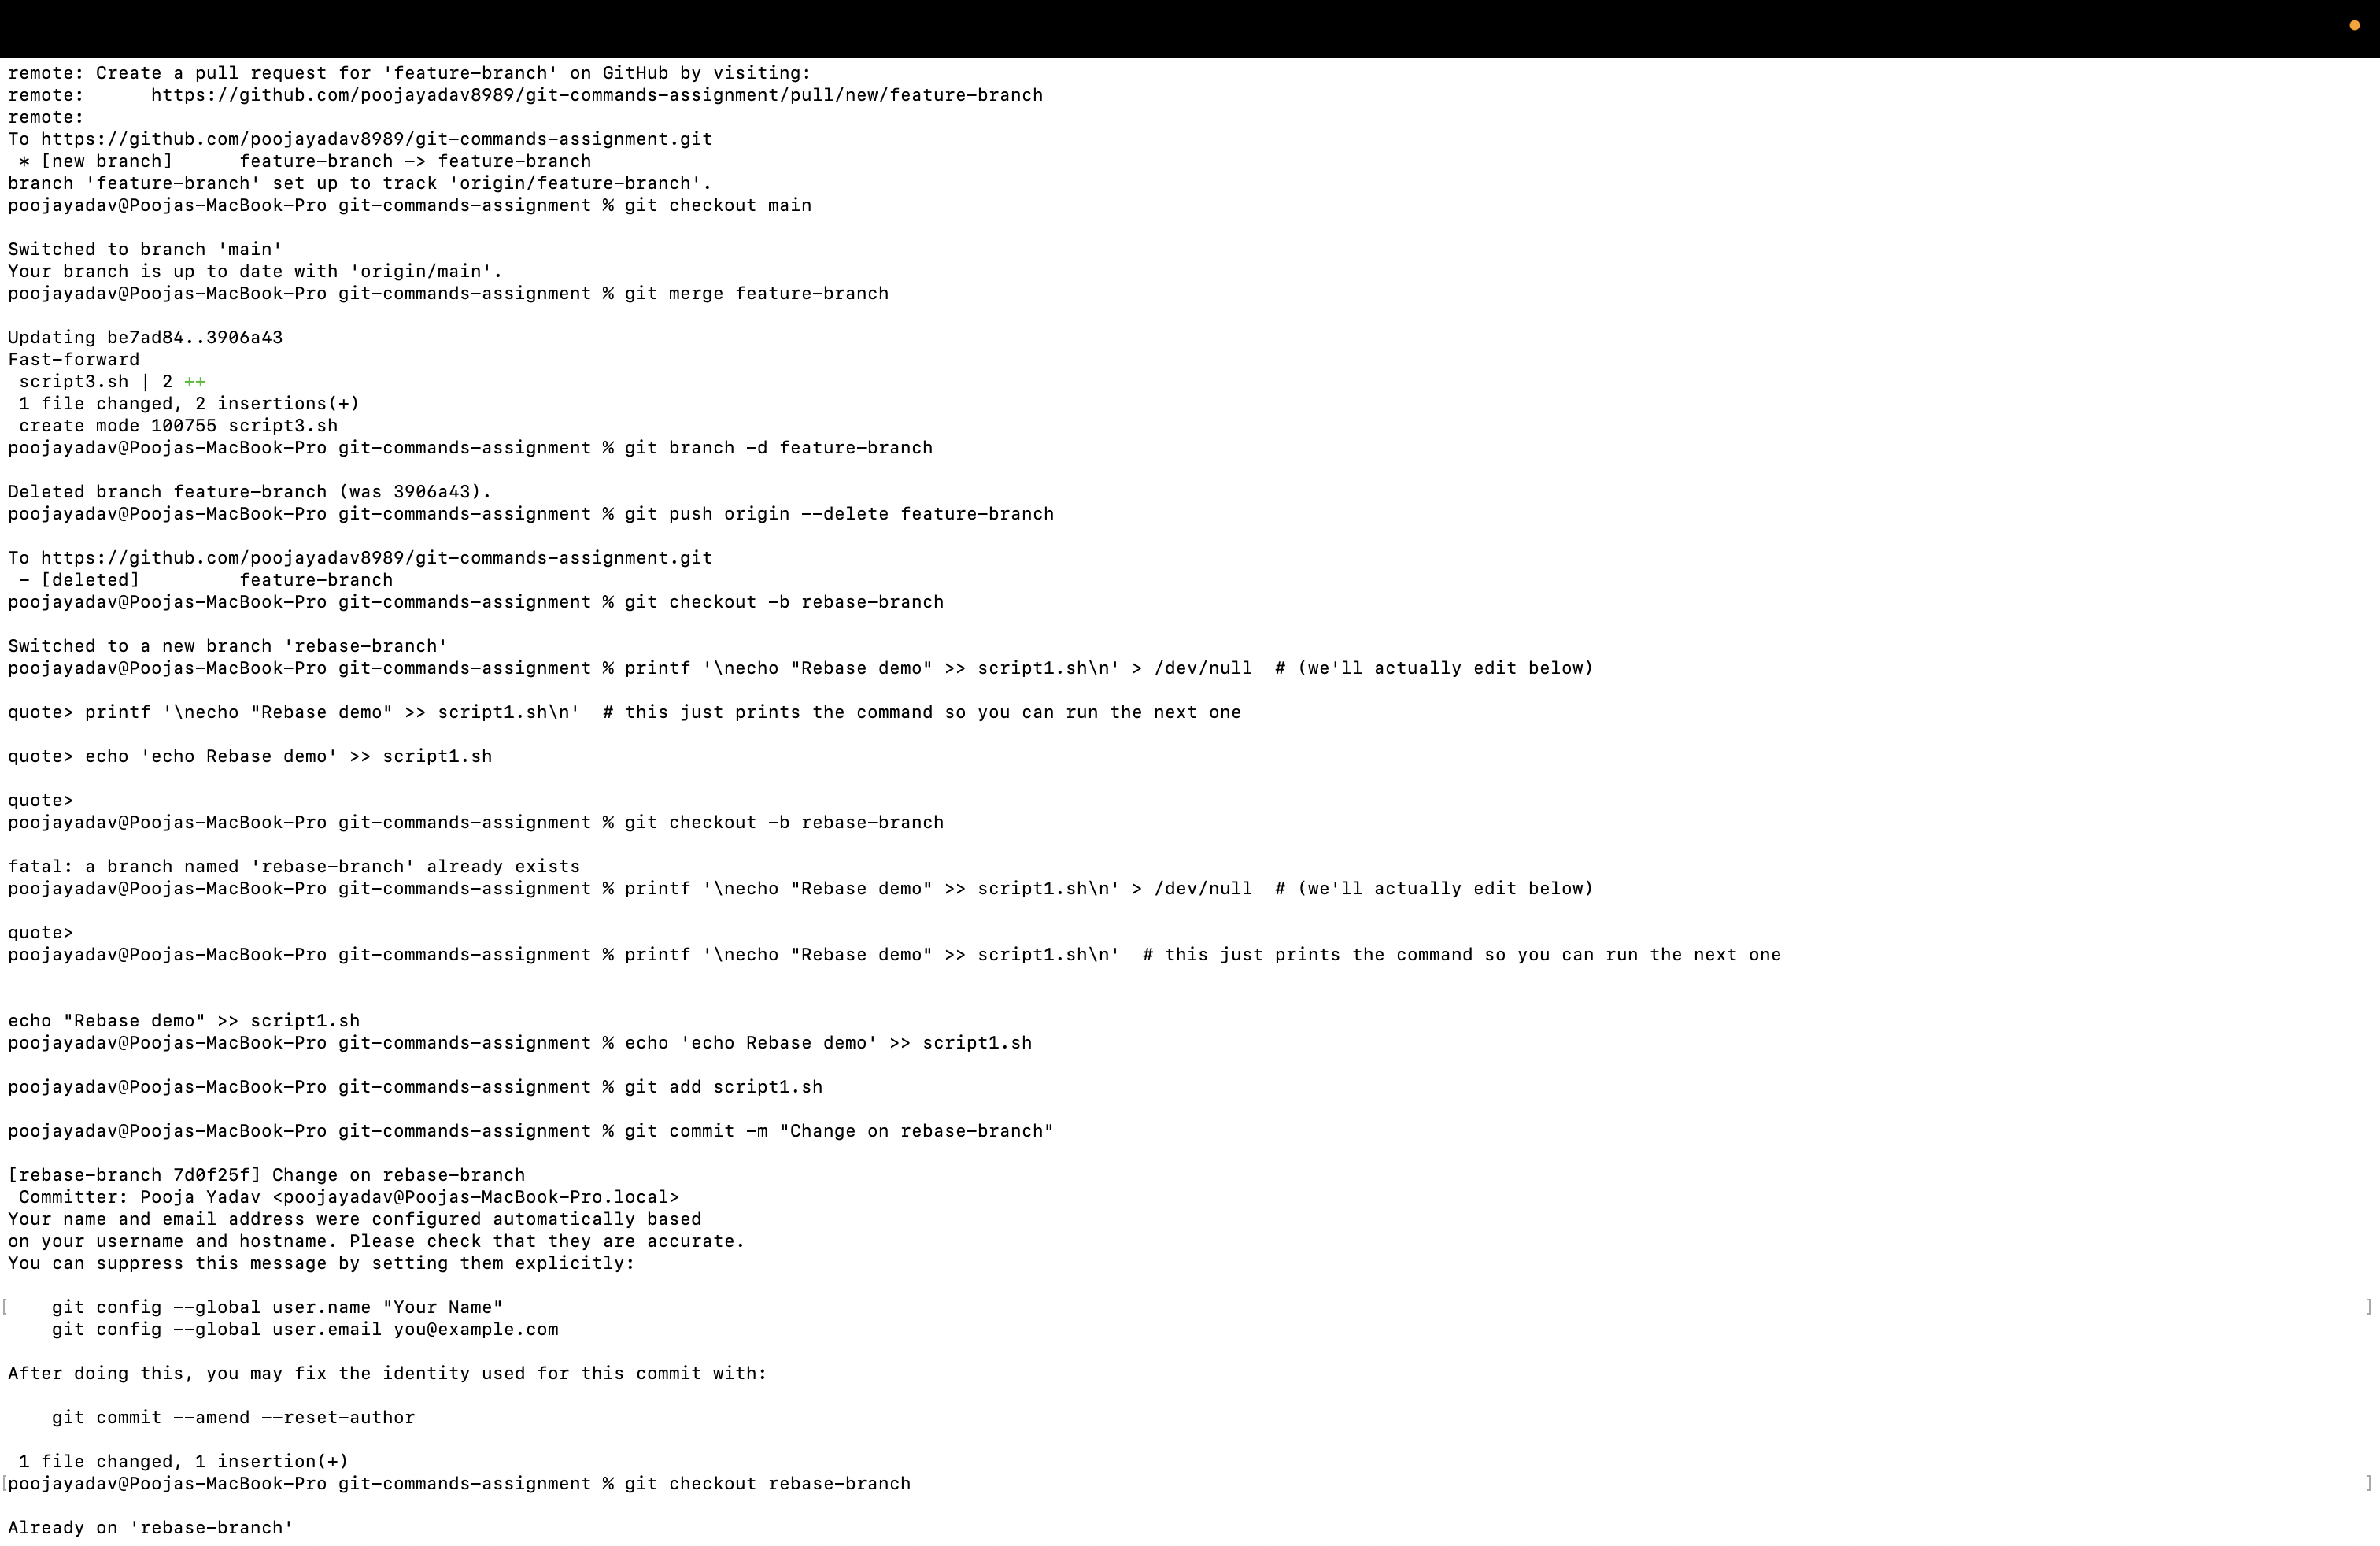 remote: Create a pull request for 'feature-branch' on GitHub by visiting:
remote:      https://github.com/poojayadav8989/git-commands-assignment/pull/new/feature-branch
remote:
To https://github.com/poojayadav8989/git-commands-assignment.git
 * [new branch]      feature-branch -> feature-branch
branch 'feature-branch' set up to track 'origin/feature-branch'.
poojayadav@Poojas-MacBook-Pro git-commands-assignment % git checkout main
Switched to branch 'main'
Your branch is up to date with 'origin/main'.
poojayadav@Poojas-MacBook-Pro git-commands-assignment % git merge feature-branch
Updating be7ad84..3906a43
Fast-forward
 script3.sh | 2 ++
 1 file changed, 2 insertions(+)
 create mode 100755 script3.sh
poojayadav@Poojas-MacBook-Pro git-commands-assignment % git branch -d feature-branch
Deleted branch feature-branch (was 3906a43).
poojayadav@Poojas-MacBook-Pro git-commands-assignment % git push origin --delete feature-branch
To https://github.com/poojayadav8989/git-commands-assignment.git
 - [deleted]         feature-branch
poojayadav@Poojas-MacBook-Pro git-commands-assignment % git checkout -b rebase-branch
Switched to a new branch 'rebase-branch'
poojayadav@Poojas-MacBook-Pro git-commands-assignment % printf '\necho "Rebase demo" >> script1.sh\n' > /dev/null  # (we'll actually edit below)
quote> printf '\necho "Rebase demo" >> script1.sh\n'  # this just prints the command so you can run the next one
quote> echo 'echo Rebase demo' >> script1.sh
quote>
poojayadav@Poojas-MacBook-Pro git-commands-assignment % git checkout -b rebase-branch
fatal: a branch named 'rebase-branch' already exists
poojayadav@Poojas-MacBook-Pro git-commands-assignment % printf '\necho "Rebase demo" >> script1.sh\n' > /dev/null  # (we'll actually edit below)
quote>
poojayadav@Poojas-MacBook-Pro git-commands-assignment % printf '\necho "Rebase demo" >> script1.sh\n'  # this just prints the command so you can run the next one
echo "Rebase demo" >> script1.sh
poojayadav@Poojas-MacBook-Pro git-commands-assignment % echo 'echo Rebase demo' >> script1.sh
poojayadav@Poojas-MacBook-Pro git-commands-assignment % git add script1.sh
poojayadav@Poojas-MacBook-Pro git-commands-assignment % git commit -m "Change on rebase-branch"
[rebase-branch 7d0f25f] Change on rebase-branch
 Committer: Pooja Yadav <poojayadav@Poojas-MacBook-Pro.local>
Your name and email address were configured automatically based
on your username and hostname. Please check that they are accurate.
You can suppress this message by setting them explicitly:
[    git config --global user.name "Your Name" ]
    git config --global user.email you@example.com
After doing this, you may fix the identity used for this commit with:
    git commit --amend --reset-author
 1 file changed, 1 insertion(+)
[poojayadav@Poojas-MacBook-Pro git-commands-assignment % git checkout rebase-branch ]
Already on 'rebase-branch'